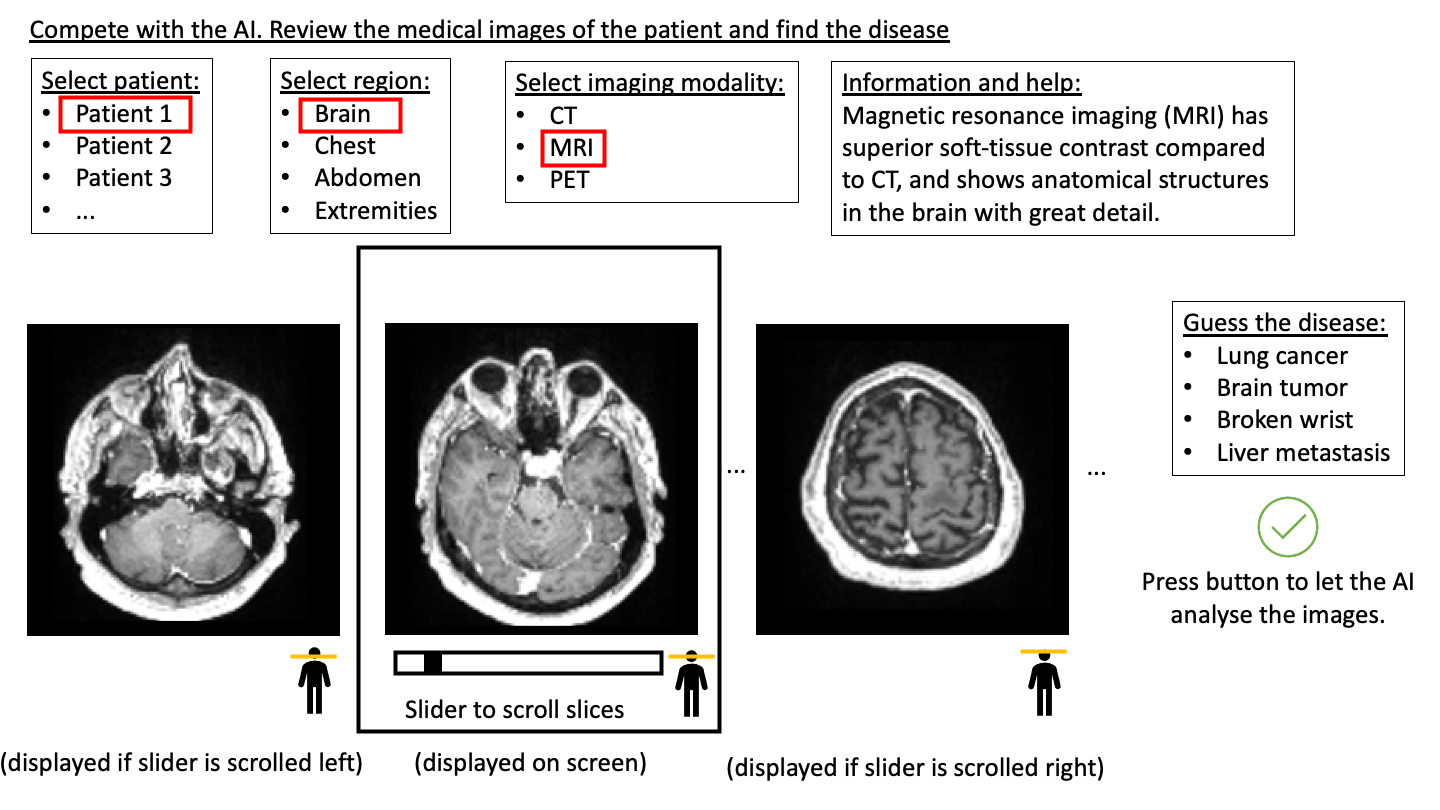 Compete with the AI. Review the medical images of the patient and find the disease
Select patient:
• Patient 1
• Patient 2
• Patient 3
• ...
Select region:
• Brain
• Chest
• Abdomen
• Extremities
Select imaging modality:
• CT
• MRI
• PET
Information and help:
Magnetic resonance imaging (MRI) has
superior soft-tissue contrast compared
to CT, and shows anatomical structures
in the brain with great detail.
...
...
Guess the disease:
• Lung cancer
• Brain tumor
• Broken wrist
• Liver metastasis
Press button to let the AI
analyse the images.
Slider to scroll slices
(displayed if slider is scrolled left)
(displayed on screen)
(displayed if slider is scrolled right)